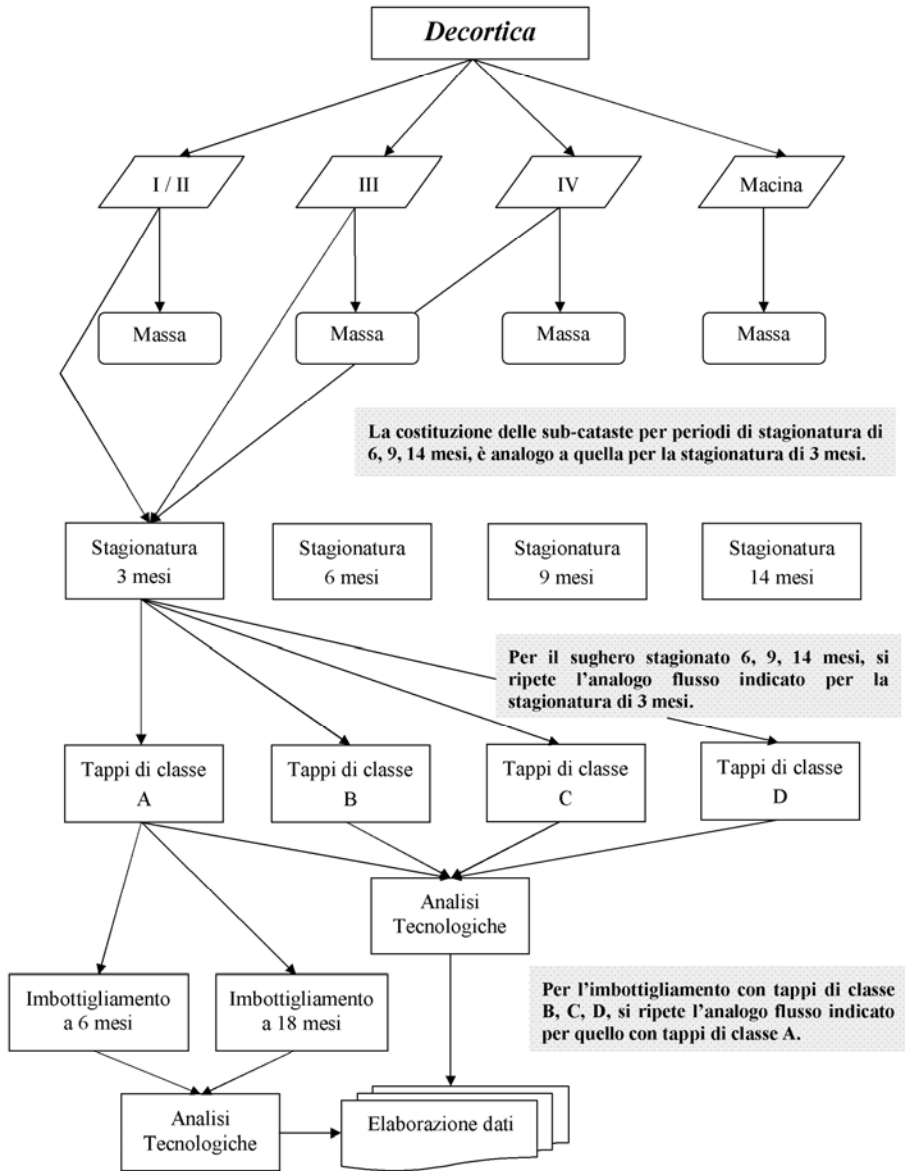 Decortica
I / II
III
IV
Macina
Massa
Massa
Massa
Massa
La costituzione delle sub-cataste per periodi di stagionatura di
6, 9, 14 mesi, è analogo a quella per la stagionatura di 3 mesi.
Stagionatura
3 mesi
Stagionatura
6 mesi
Stagionatura
9 mesi
Stagionatura
14 mesi
Per il sughero stagionato 6, 9, 14 mesi, si
ripete l'analogo flusso indicato per la
stagionatura di 3 mesi.
Tappi di classe
A
Tappi di classe
B
Tappi di classe
C
Tappi di classe
D
Analisi
Tecnologiche
Imbottigliamento
a 6 mesi
Imbottigliamento
a 18 mesi
Per l'imbottigliamento con tappi di classe
B, C, D, si ripete l'analogo flusso indicato
per quello con tappi di classe A.
Analisi
Tecnologiche
Elaborazione dati